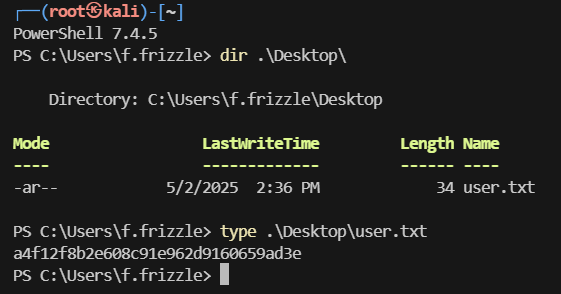 ┌──(root㉿kali)-[~]
PowerShell 7.4.5
PS C:\Users\f.frizzle> dir .\Desktop\
Directory: C:\Users\f.frizzle\Desktop
Mode LastWriteTime Length Name
---- ------------- ------ ----
-ar-- 5/2/2025 2:36 PM 34 user.txt
PS C:\Users\f.frizzle> type .\Desktop\user.txt
a4f12f8b2e608c91e962d9160659ad3e
PS C:\Users\f.frizzle>